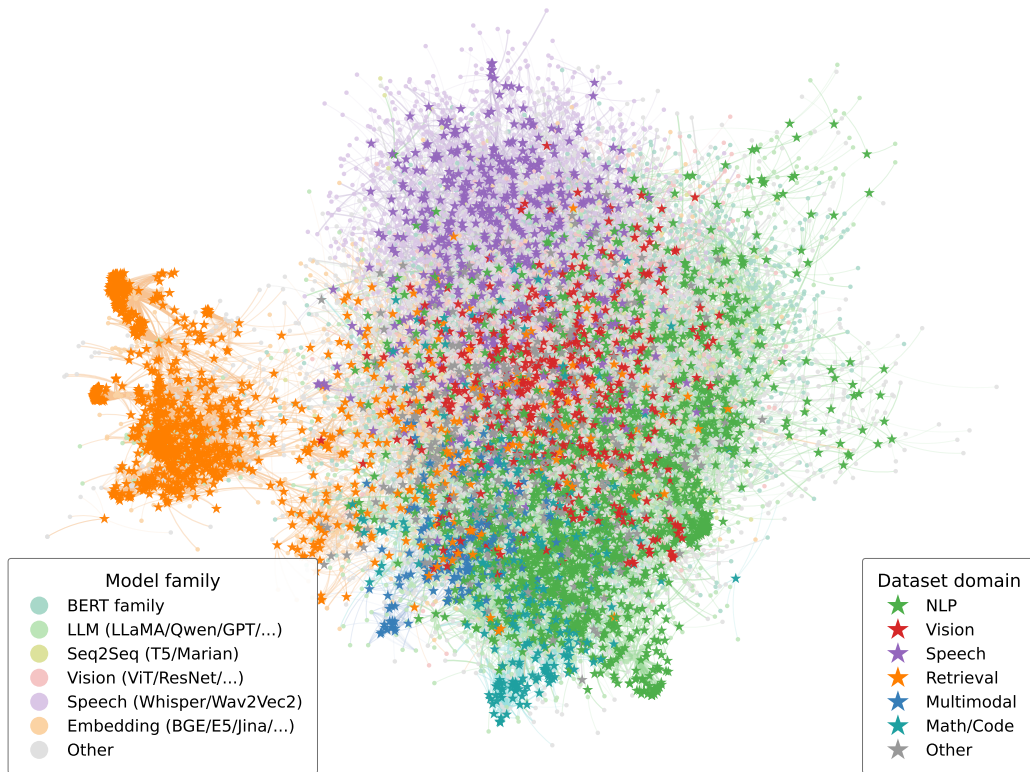 Model family
BERT family
LLM (LLaMA/Qwen/GPT/...)
Seq2Seq (T5/Marian)
Vision (ViT/ResNet/...)
Speech (Whisper/Wav2Vec2)
Embedding (BGE/E5/Jina/...)
Other
Dataset domain
NLP
Vision
Speech
Retrieval
Multimodal
Math/Code
Other